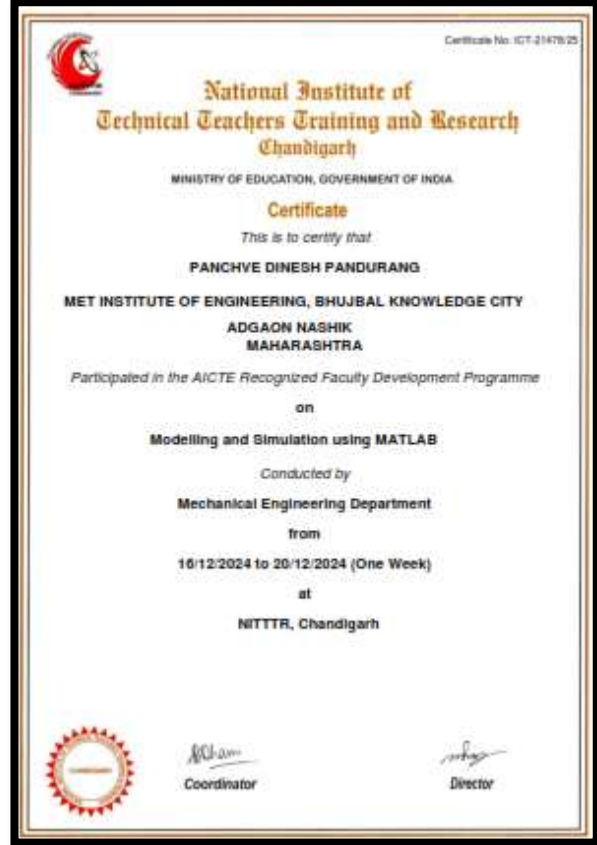 Certificate No: ICT-21478/25
National Institute of
Technical Teachers Training and Research
Chandigarh
MINISTRY OF EDUCATION, GOVERNMENT OF INDIA
Certificate
This is to certify that
PANCHVE DINESH PANDURANG
MET INSTITUTE OF ENGINEERING, BHUJBAL KNOWLEDGE CITY
ADGAON NASHIK
MAHARASHTRA
Participated in the AICTE Recognized Faculty Development Programme
on
Modelling and Simulation using MATLAB
Conducted by
Mechanical Engineering Department
from
16/12/2024 to 20/12/2024 (One Week)
at
NITTTR, Chandigarh
Coordinator
Director